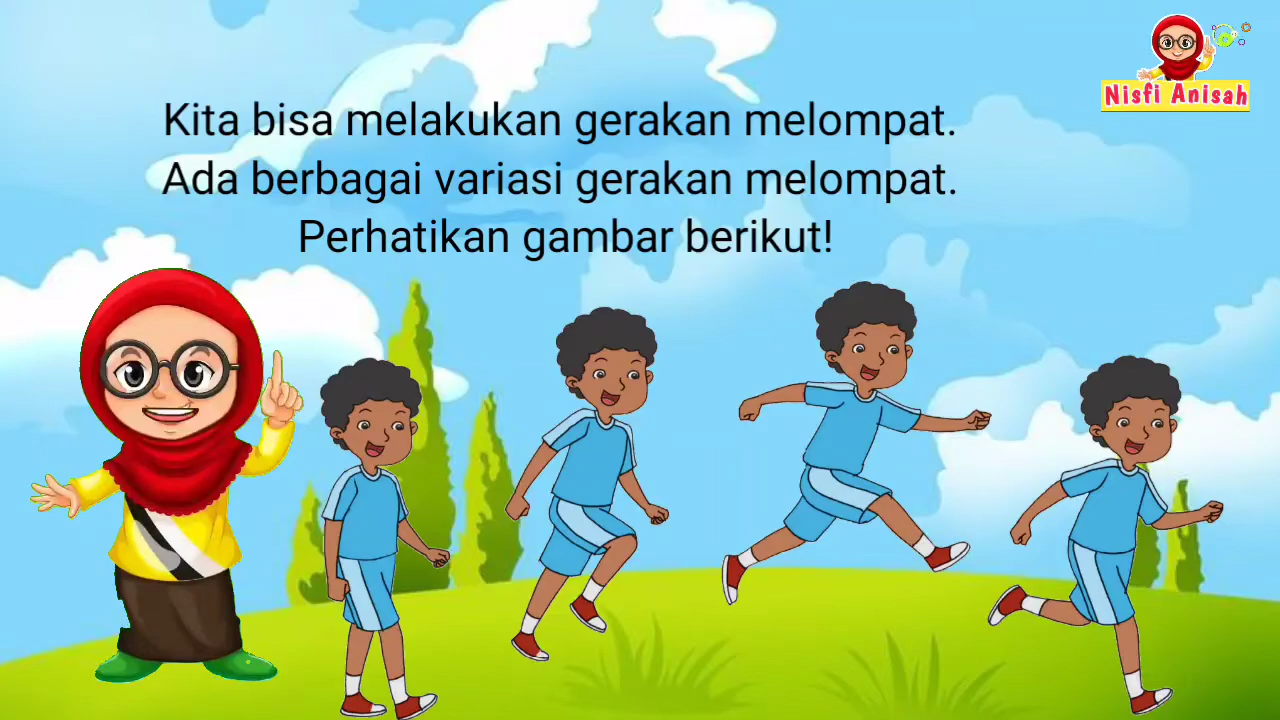 Kita bisa melakukan gerakan melompat.
Ada berbagai variasi gerakan melompat.
Perhatikan gambar berikut!
Nisfi Anisah